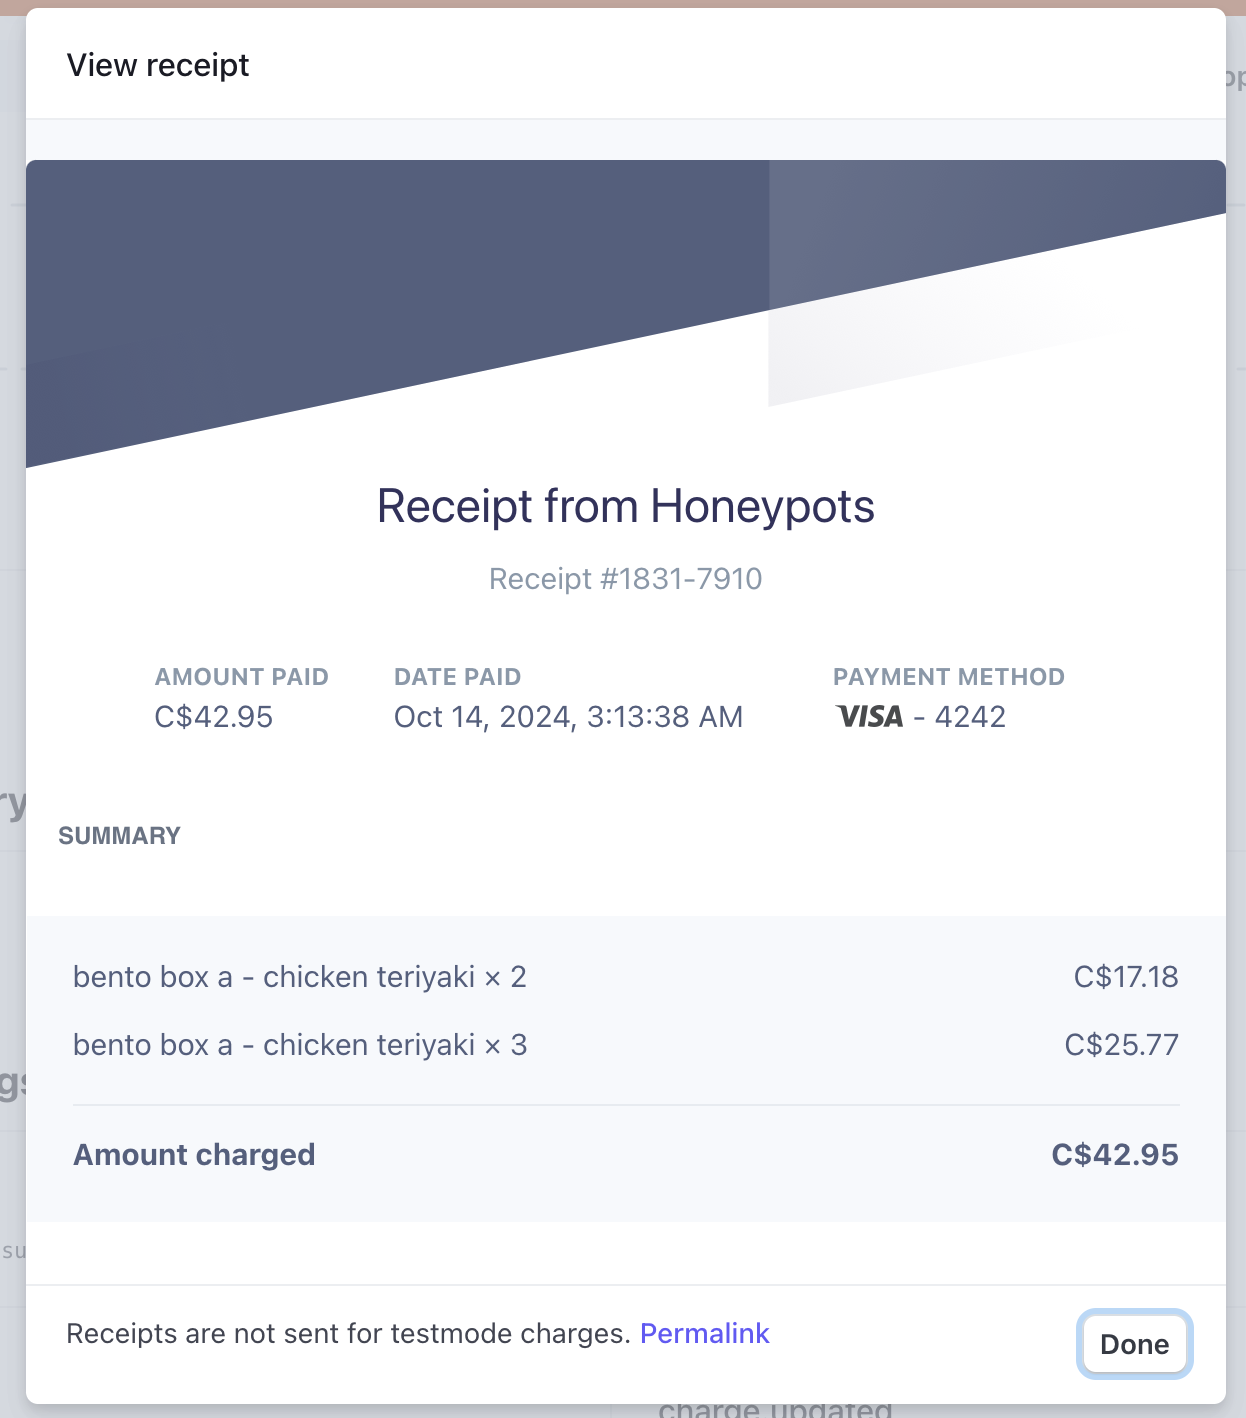 View receipt
Receipt from Honeypots
Receipt #1831-7910
AMOUNT PAID
C$42.95
DATE PAID
Oct 14, 2024, 3:13:38 AM
PAYMENT METHOD
VISA - 4242
SUMMARY
bento box a - chicken teriyaki × 2 C$17.18
bento box a - chicken teriyaki × 3 C$25.77
Amount charged C$42.95
Receipts are not sent for testmode charges. Permalink
Done
charge updated